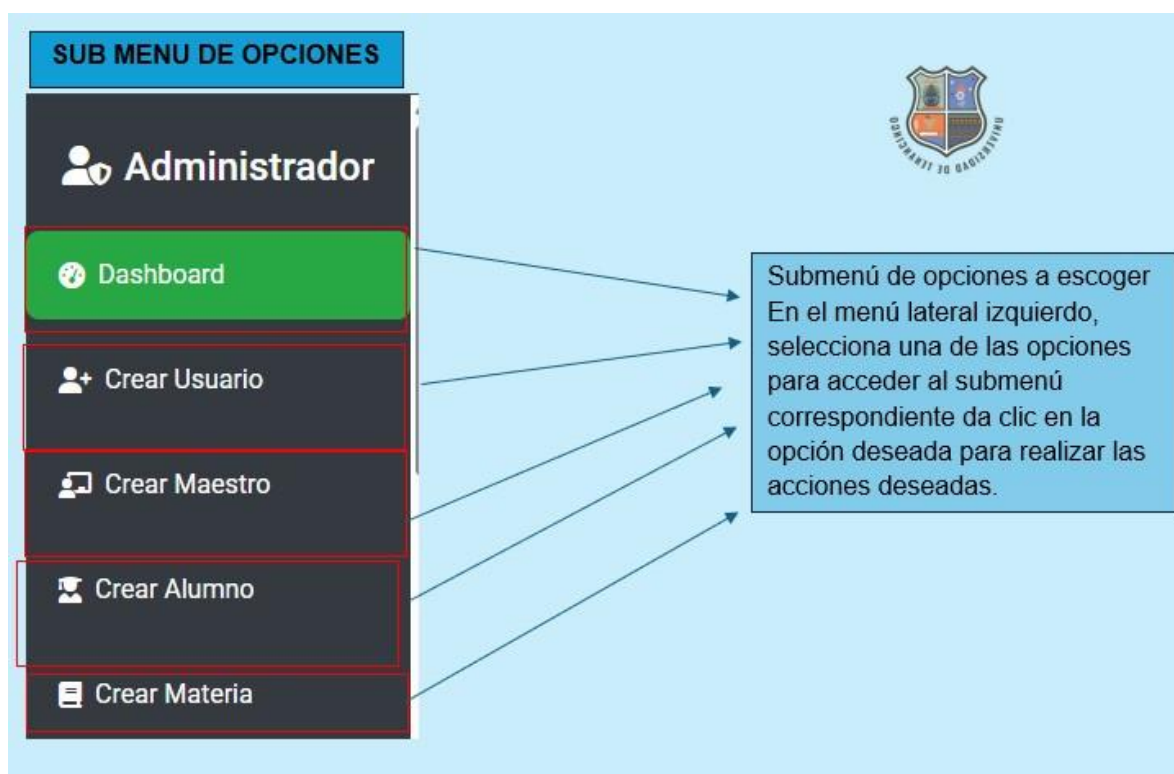 SUB MENU DE OPCIONES
Administrador
Dashboard
Crear Usuario
Crear Maestro
Crear Alumno
Crear Materia
UNIVERSIDAD DE
Submenú de opciones a escoger
En el menú lateral izquierdo,
selecciona una de las opciones
para acceder al submenú
correspondiente da clic en la
opción deseada para realizar las
acciones deseadas.